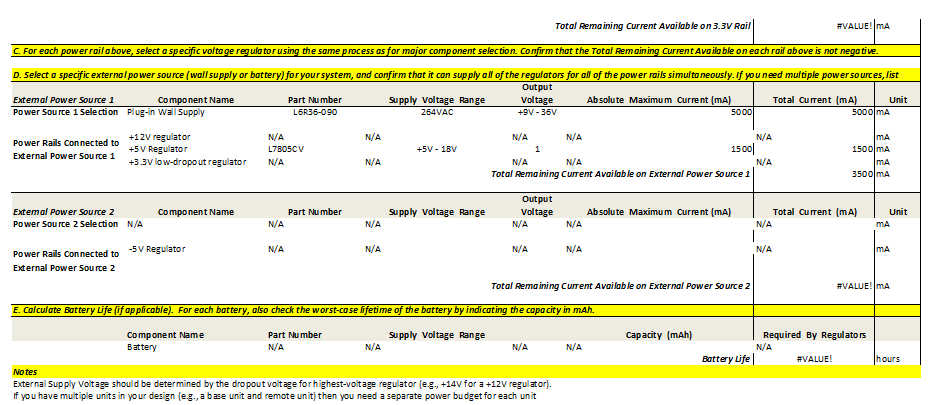 Total Remaining Current Available on 3.3V Rail #VALUE! mA
C. For each power rail above, select a specific voltage regulator using the same process as for major component selection. Confirm that the Total Remaining Current Available on each rail above is not negative.
D. Select a specific external power source (wall supply or battery) for your system, and confirm that it can supply all of the regulators for all of the power rails simultaneously. If you need multiple power sources, list
Output
External Power Source 1 Component Name Part Number Supply Voltage Range Voltage Absolute Maximum Current (mA) Total Current (mA) Unit
Power Source 1 Selection Plug-in Wall Supply L6R36-090 264VAC +9V - 36V 5000 5000 mA
+12V regulator N/A N/A N/A N/A N/A mA
Power Rails Connected to External Power Source 1
+5V Regulator L7805CV +5V - 18V 1 1500 1500 mA
+3.3V low-dropout regulator N/A N/A N/A N/A N/A mA
Total Remaining Current Available on External Power Source 1 3500 mA
Output
External Power Source 2 Component Name Part Number Supply Voltage Range Voltage Absolute Maximum Current (mA) Total Current (mA) Unit
Power Source 2 Selection N/A N/A N/A N/A N/A N/A mA
-5V Regulator N/A N/A N/A N/A N/A mA
Power Rails Connected to
External Power Source 2
Total Remaining Current Available on External Power Source 2 #VALUE! mA
E. Calculate Battery Life (if applicable). For each battery, also check the worst-case lifetime of the battery by indicating the capacity in mAh.
Component Name Part Number Supply Voltage Range Capacity (mAh) Required By Regulators
Battery N/A N/A N/A N/A N/A
Battery Life #VALUE! hours
Notes
External Supply Voltage should be determined by the dropout voltage for highest-voltage regulator (e.g., +14V for a +12V regulator).
If you have multiple units in your design (e.g., a base unit and remote unit) then you need a separate power budget for each unit